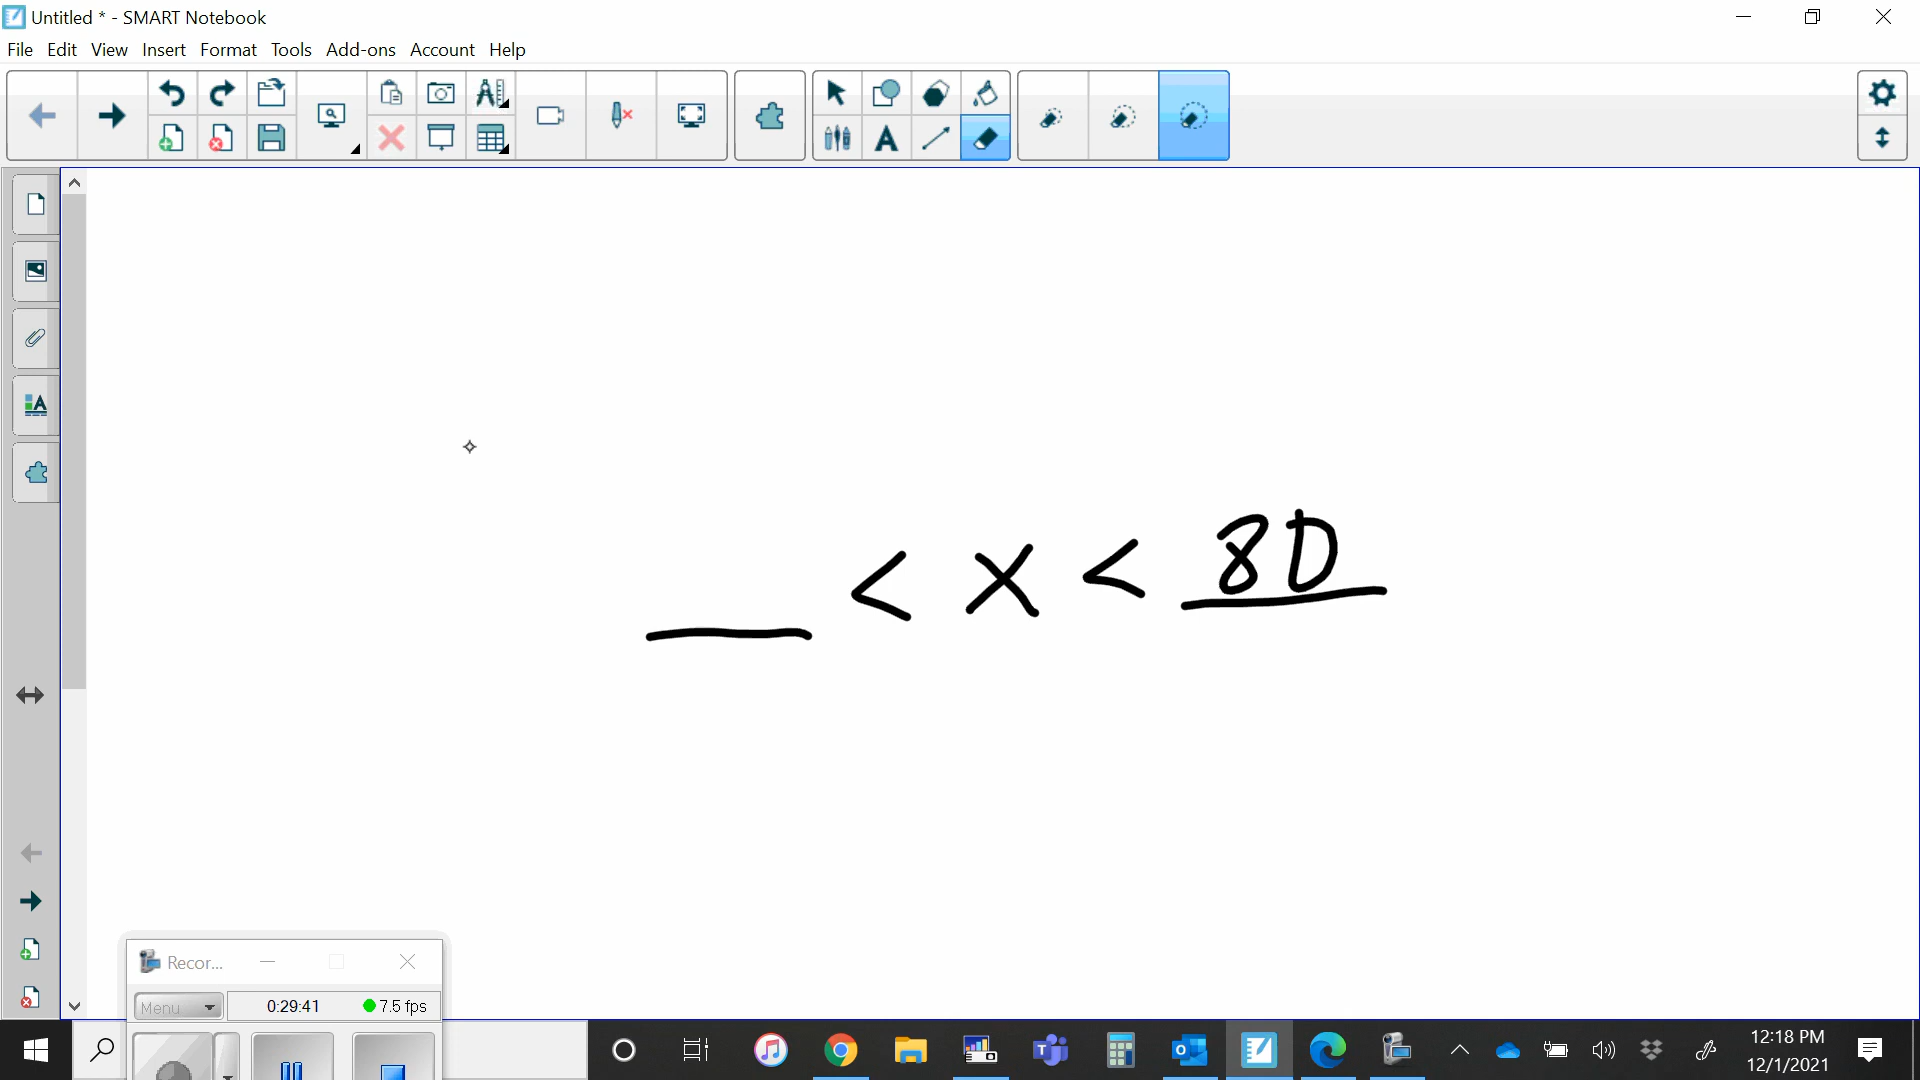 Untitled * - SMART Notebook
File Edit View Insert Format Tools Add-ons Account Help
___ < x < 80
Recor...
Menu 0:29:41 7.5 fps
12:18 PM
12/1/2021